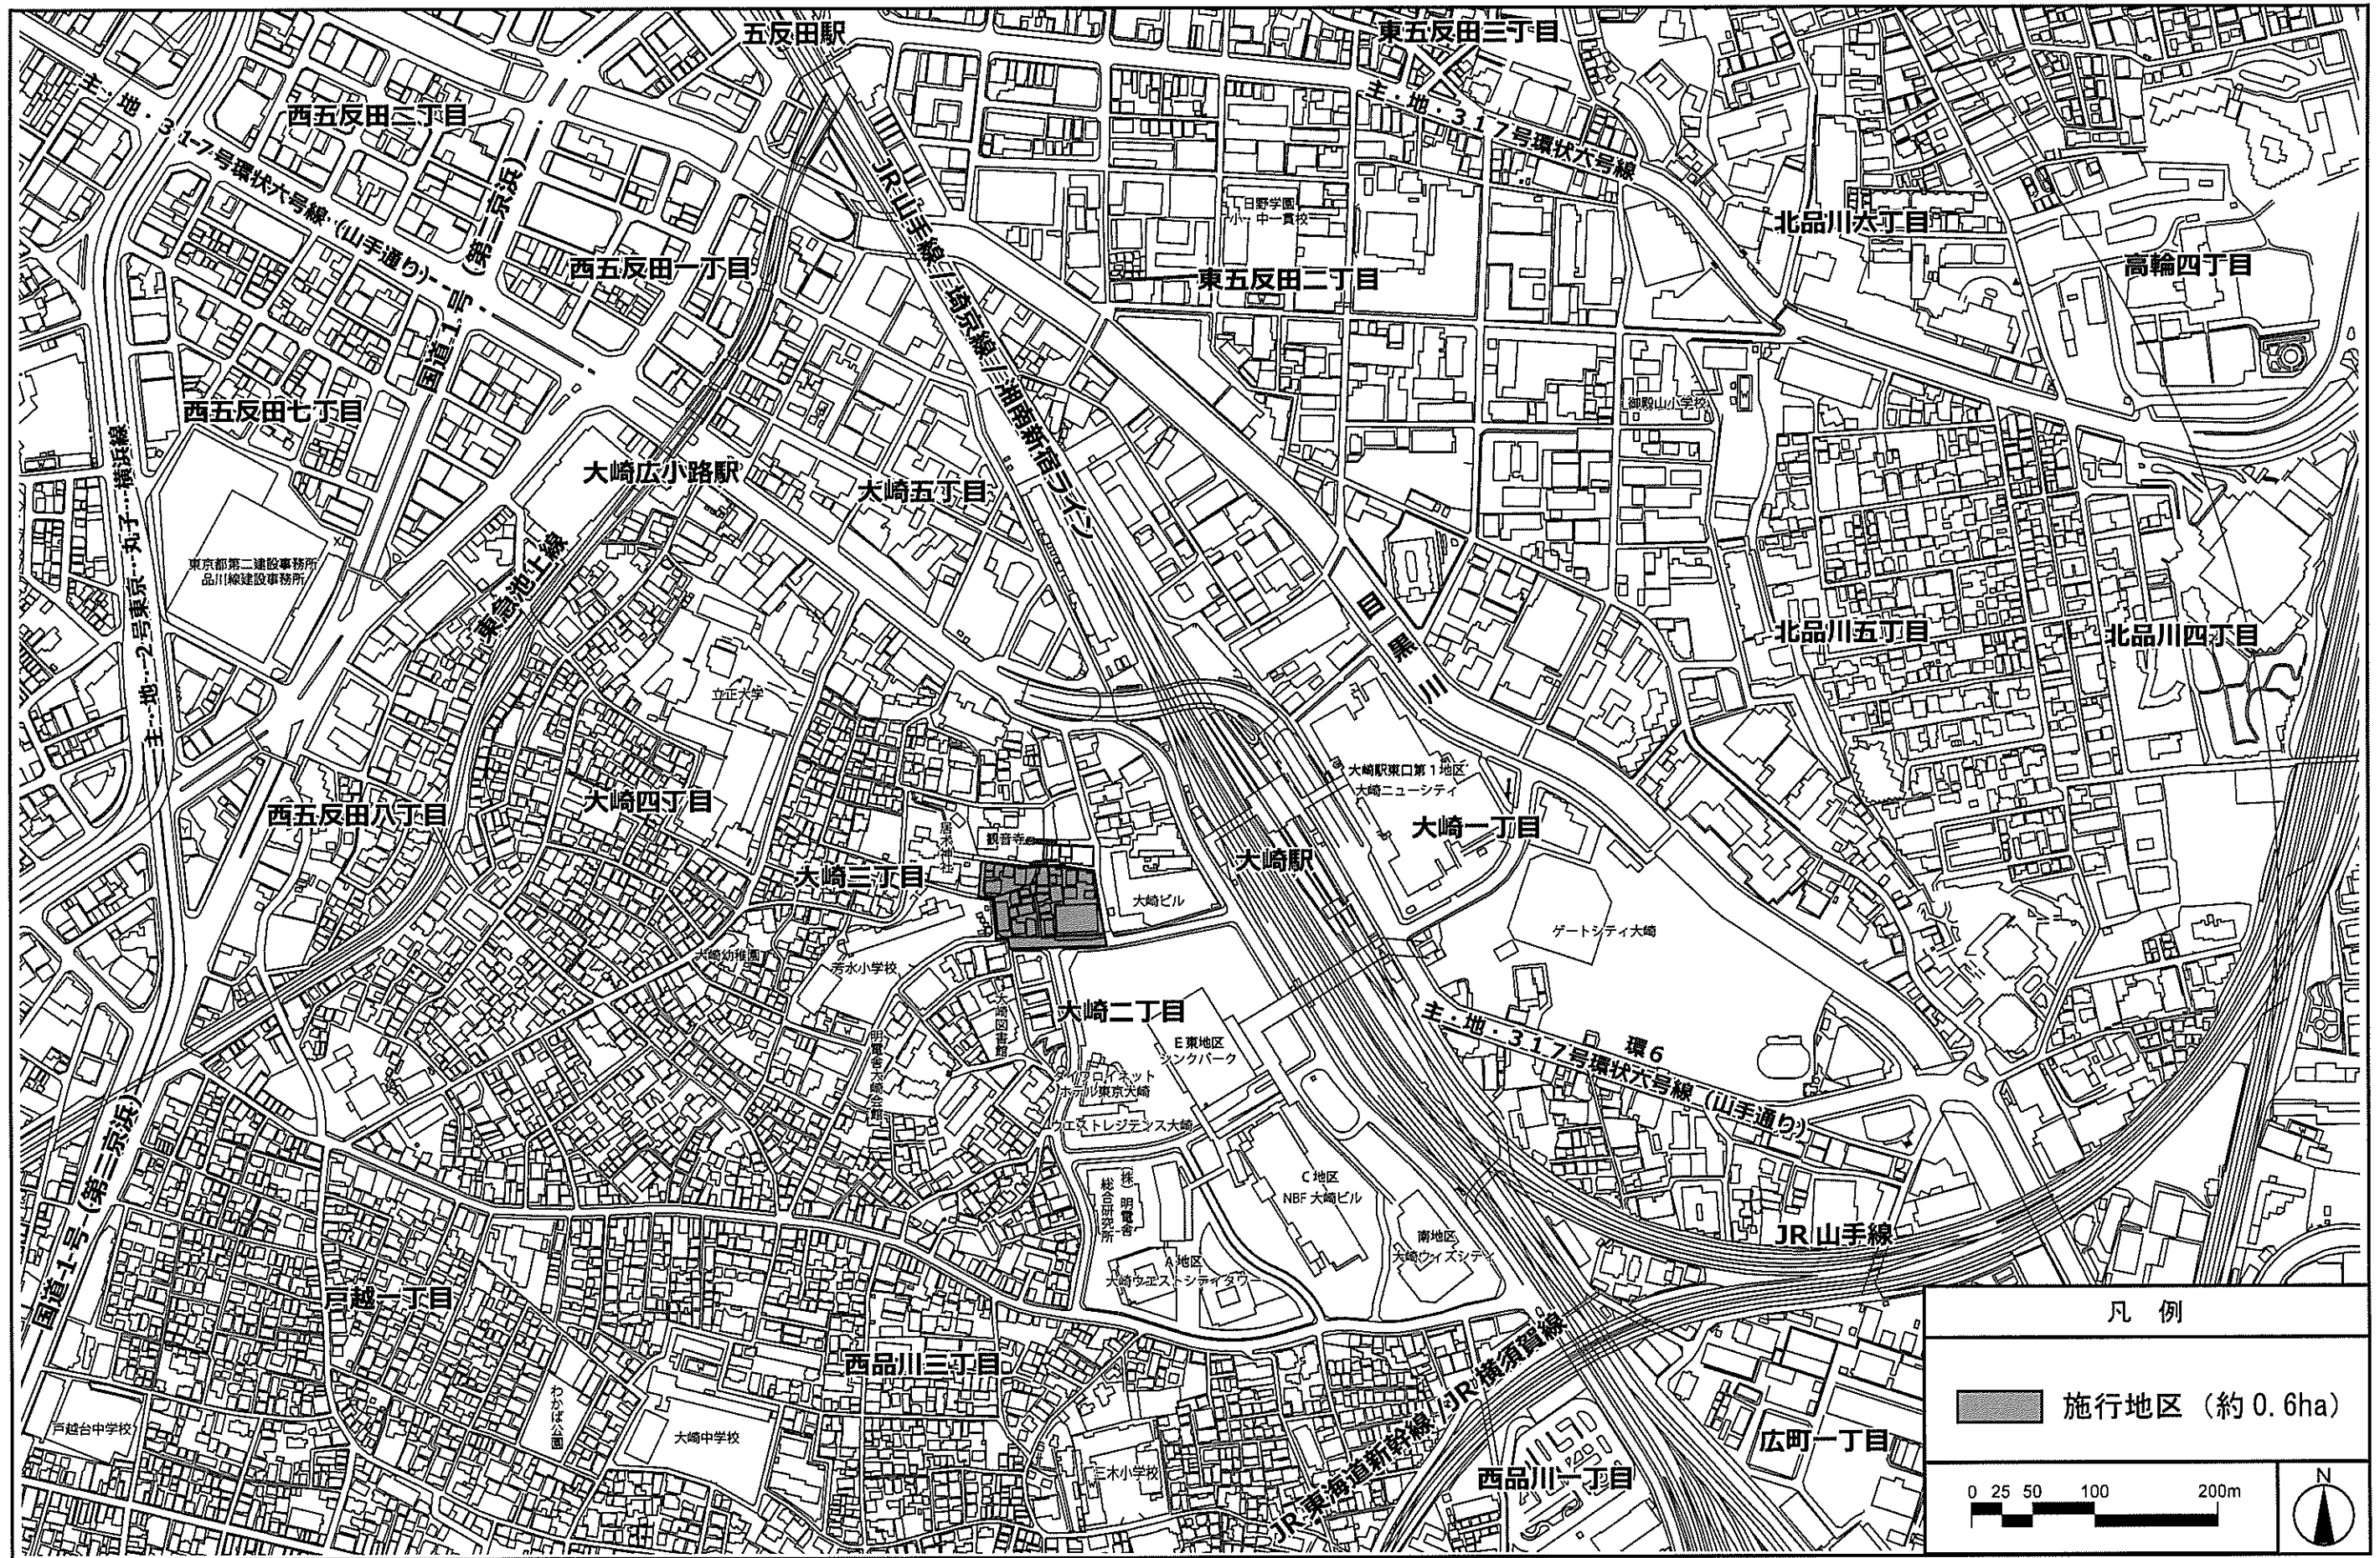 五反田駅
東五反田三丁目
主・地・317号環状六号線
西五反田二丁目
主・地・317号環状六号線(山手通り)
国道1号(第二京浜)
西五反田一丁目
JR山手線/埼京線/湘南新宿ライン
日野学園
小・中一貫校
東五反田二丁目
北品川六丁目
高輪四丁目
西五反田七丁目
御殿山小学校
大崎広小路駅
大崎五丁目
主・地・2号東京・丸子・横浜線
東京都第二建設事務所
品川線建設事務所
東急池上線
目黒川
北品川五丁目
北品川四丁目
立正大学
大崎駅東口第1地区
大崎ニューシティ
大崎一丁目
西五反田八丁目
大崎四丁目
居木神社
観音寺
大崎三丁目
大崎駅
大崎ビル
ゲートシティ大崎
大崎幼稚園
芳水小学校
大崎図書館
大崎二丁目
明電舎大崎会館
E東地区
シンクパーク
ダイワロイネット
ホテル東京大崎
ウエストレジデンス大崎
環6
主・地・317号環状六号線(山手通り)
(株)明電舎
総合研究所
C地区
NBF大崎ビル
南地区
大崎ウィズシティ
A地区
大崎ウエストシティタワー
JR山手線
国道1号(第二京浜)
戸越一丁目
西品川三丁目
JR東海道新幹線/JR横須賀線
戸越台中学校
わかば公園
大崎中学校
三木小学校
西品川一丁目
広町一丁目
凡 例
施行地区(約0.6ha)
0 25 50 100 200m
N